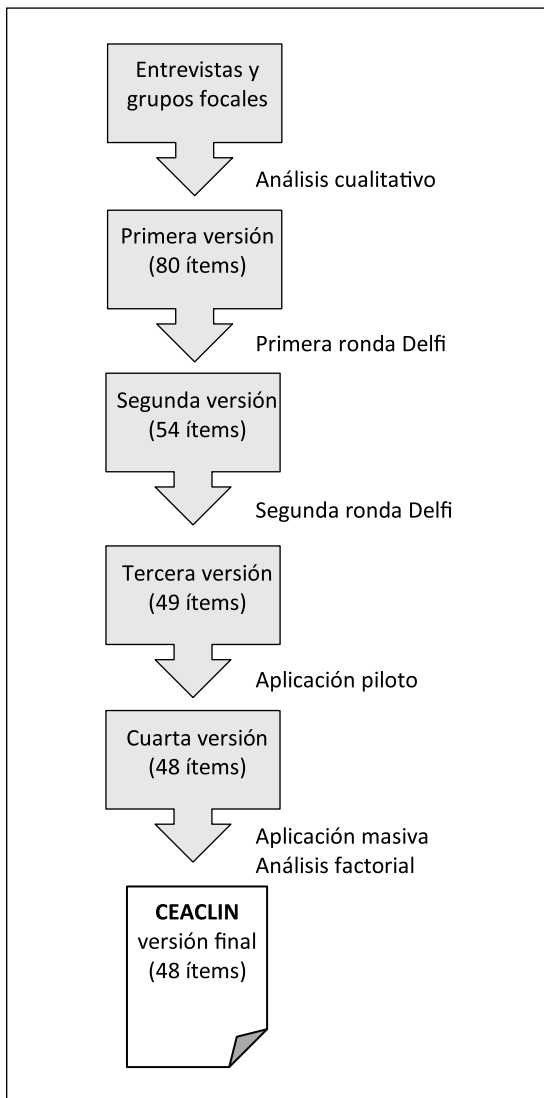 Entrevistas y
grupos focales
Análisis cualitativo
Primera versión
(80 ítems)
Primera ronda Delfi
Segunda versión
(54 ítems)
Segunda ronda Delfi
Tercera versión
(49 ítems)
Aplicación piloto
Cuarta versión
(48 ítems)
Aplicación masiva
Análisis factorial
CEACLIN
versión final
(48 ítems)